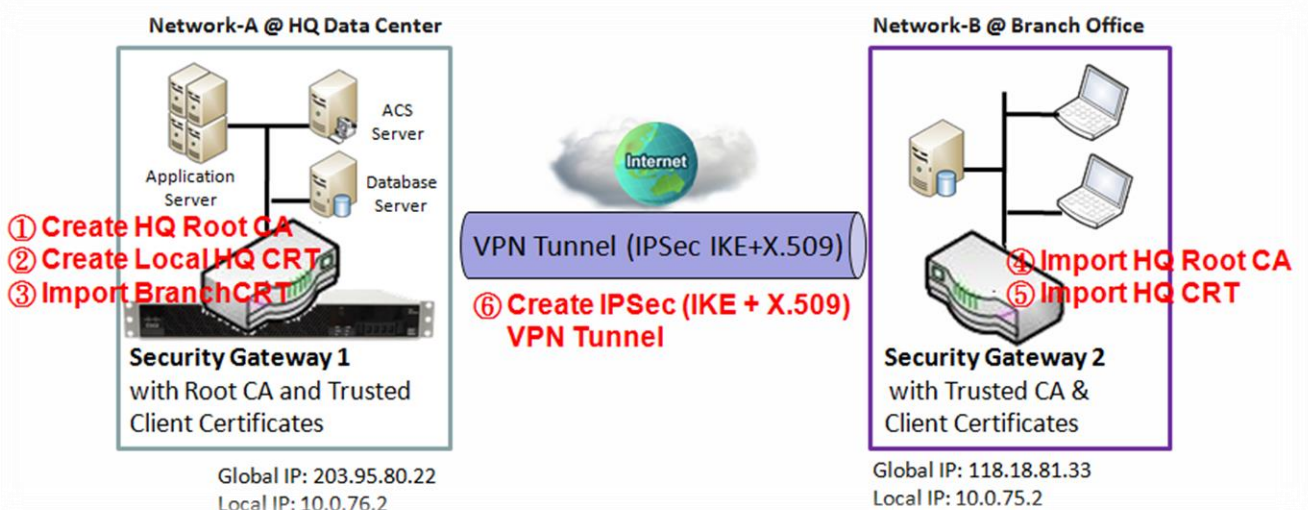 Network-A @ HQ Data Center
ACS
Server
Application
Server
Database
Server
① Create HQ Root CA
② Create Local HQ CRT
③ Import BranchCRT
Security Gateway 1
with Root CA and Trusted
Client Certificates
Global IP: 203.95.80.22
Local IP: 10.0.76.2
Internet
VPN Tunnel (IPSec IKE+X.509)
⑥ Create IPSec (IKE + X.509)
VPN Tunnel
Network-B @ Branch Office
④ Import HQ Root CA
⑤ Import HQ CRT
Security Gateway 2
with Trusted CA &
Client Certificates
Global IP: 118.18.81.33
Local IP: 10.0.75.2